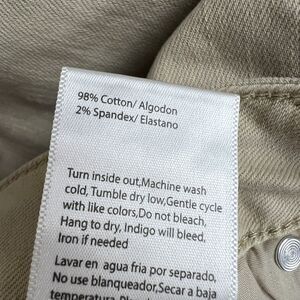 98% Cotton/ Algodon
2% Spandex/ Elastano
Turn inside out,Machine wash
cold, Tumble dry low,Gentle cycle
with like colors,Do not bleach,
Hang to dry, Indigo will bleed,
Iron if needed
Lavar en agua fria por separado,
No use blanqueador,Secar a baja
temperatura